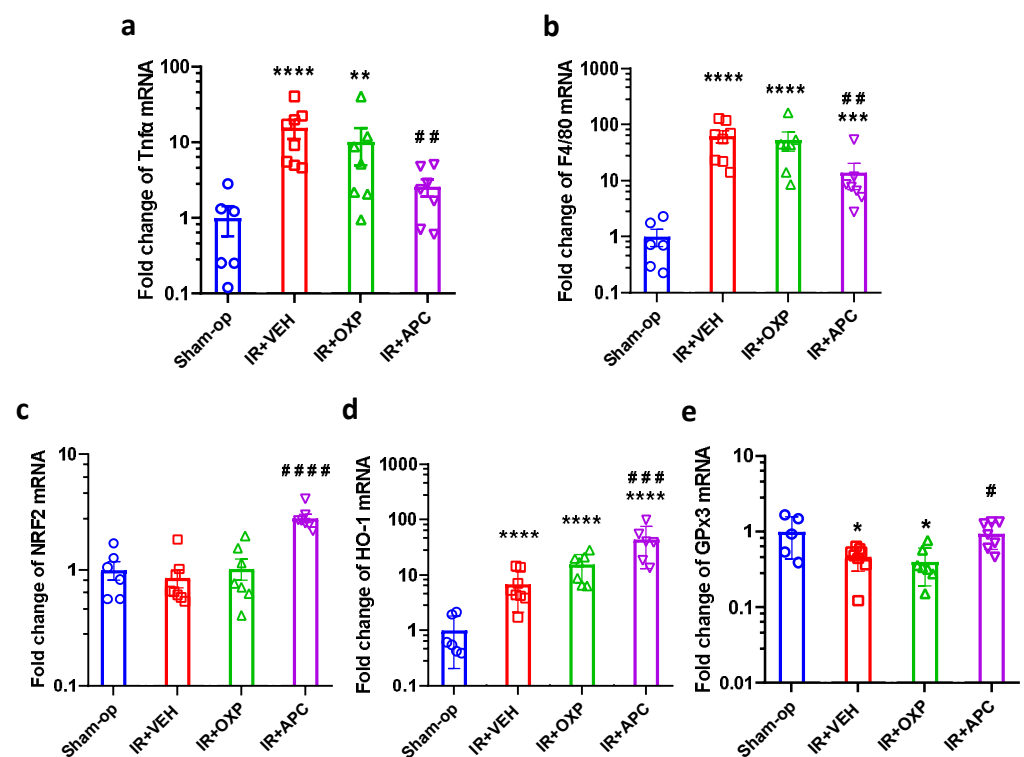 a
Fold change of Tnfα mRNA
100
10
1
0.1
****
**
##
Sham-op
IR+VEH
IR+OXP
IR+APC
b
Fold change of F4/80 mRNA
1000
100
10
1
0.1
****
****
##
***
Sham-op
IR+VEH
IR+OXP
IR+APC
c
Fold change of NRF2 mRNA
10
1
0.1
####
Sham-op
IR+VEH
IR+OXP
IR+APC
d
Fold change of HO-1 mRNA
1000
100
10
1
0.1
****
****
###
****
Sham-op
IR+VEH
IR+OXP
IR+APC
e
Fold change of GPx3 mRNA
10
1
0.1
0.01
*
*
#
Sham-op
IR+VEH
IR+OXP
IR+APC